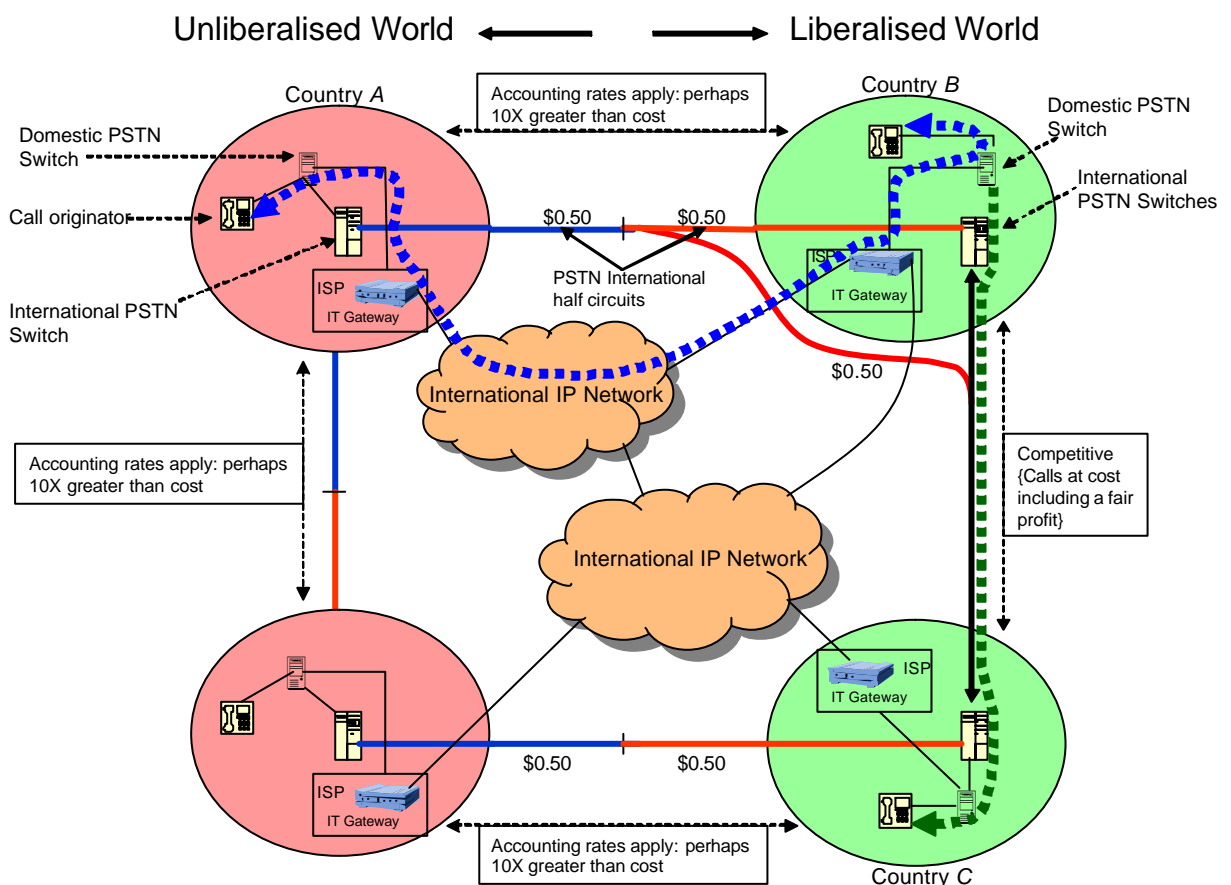 Unliberalised World
Liberalised World
Country A
Accounting rates apply: perhaps
10X greater than cost
Country B
Domestic PSTN
Switch
Domestic PSTN
Switch
International
PSTN Switches
Call originator
$0.50
$0.50
ISP
IT Gateway
PSTN International
half circuits
ISP
IT Gateway
International PSTN
Switch
$0.50
International IP Network
Accounting rates apply: perhaps
10X greater than cost
Competitive
{Calls at cost
including a fair
profit}
International IP Network
ISP
IT Gateway
$0.50
$0.50
ISP
IT Gateway
Accounting rates apply: perhaps
10X greater than cost
Country C